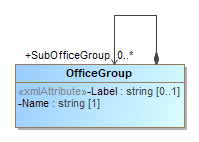 +SubOfficeGroup 0..*
OfficeGroup
«xmlAttribute»-Label : string [0..1]
-Name : string [1]